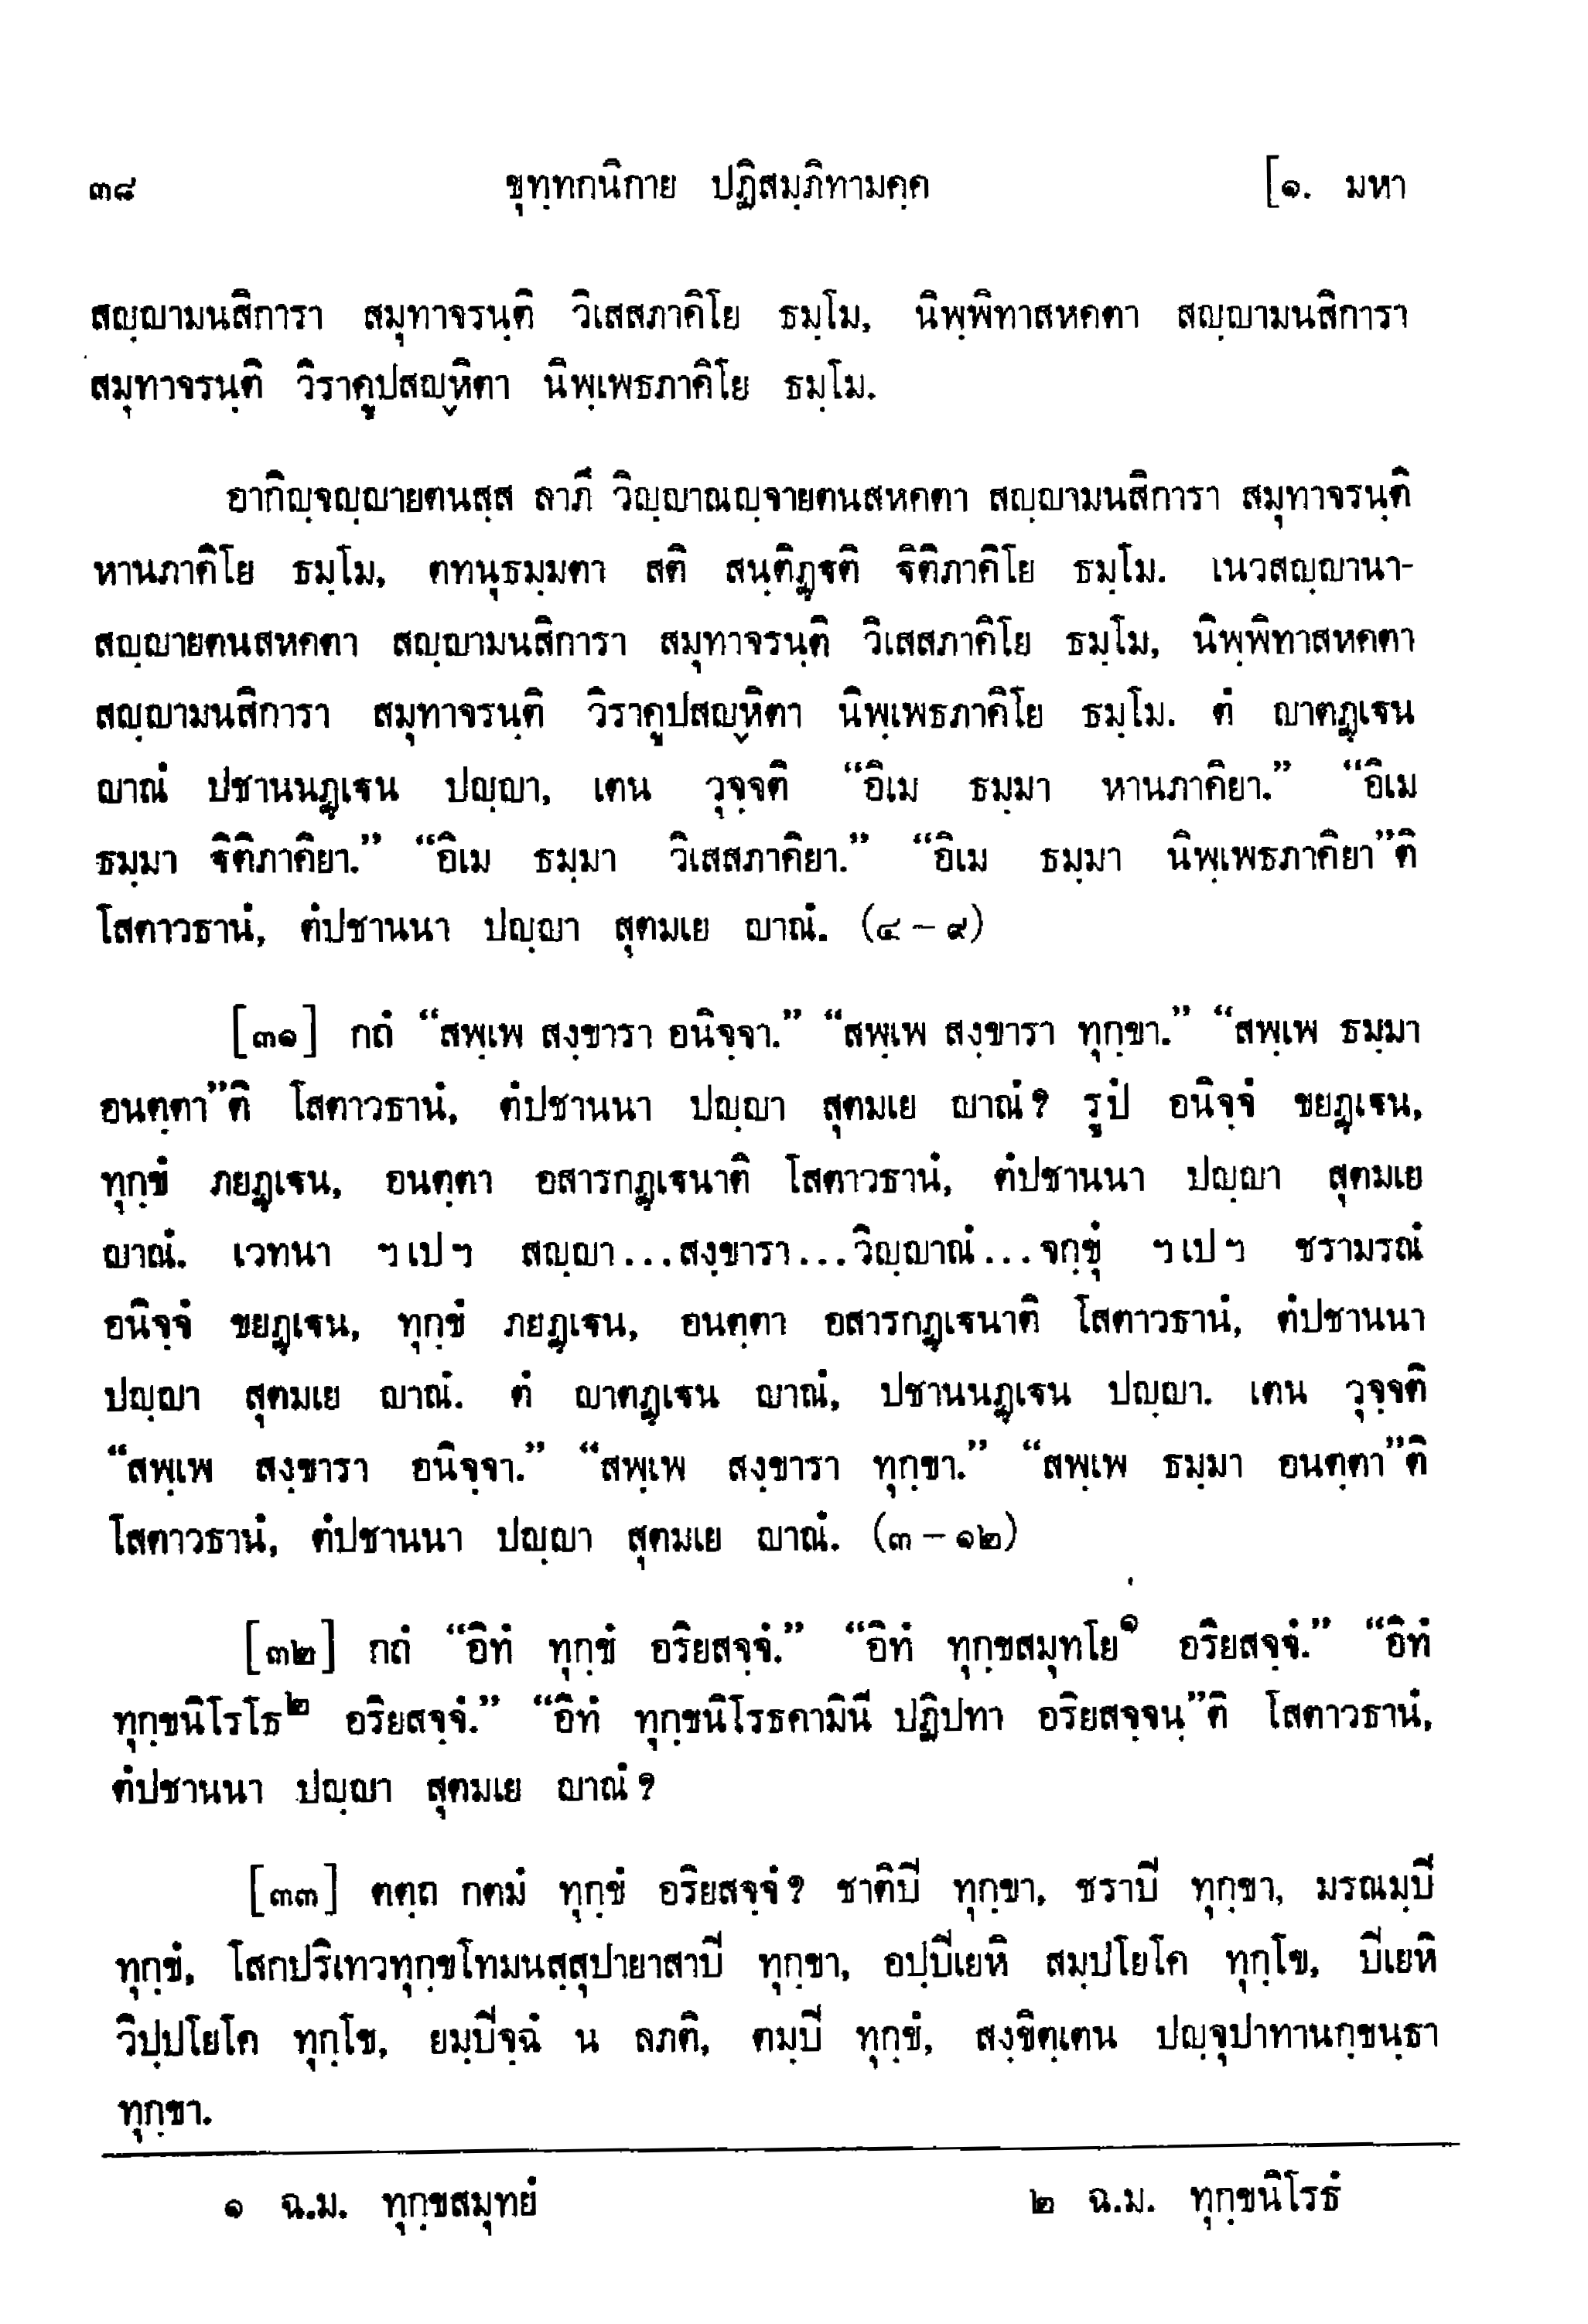 ๓๘ ขุทฺทกนิกาย ปฏิสมฺภิทามคฺค [๑. มหา
สญฺญามนสิการา สมุทาจรนฺติ วิเสสภาคิโย ธมฺโม, นิพฺพิทาสหคตา สญฺญามนสิการา
สมุทาจรนฺติ วิราคูปสญฺหิตา นิพฺเพธภาคิโย ธมฺโม.
อากิญฺจญฺญายตนสฺส ลาภึ วิญฺญาณญฺจายตนสหคตา สญฺญามนสิการา สมุทาจรนฺติ
หานภาคิโย ธมฺโม, ตทนุธมฺมตา สติ สนฺติฏฺฐติ ฐิติภาคิโย ธมฺโม. เนวสญฺญานา-
สญฺญายตนสหคตา สญฺญามนสิการา สมุทาจรนฺติ วิเสสภาคิโย ธมฺโม, นิพฺพิทาสหคตา
สญฺญามนสิการา สมุทาจรนฺติ วิราคูปสญฺหิตา นิพฺเพธภาคิโย ธมฺโม. ตํ ญาตฏฺเฐน
ญาณํ ปชานนฏฺเฐน ปญฺญา, เตน วุจฺจติ “อิเม ธมฺมา หานภาคิยา.” “อิเม
ธมฺมา ฐิติภาคิยา.” “อิเม ธมฺมา วิเสสภาคิยา.” “อิเม ธมฺมา นิพฺเพธภาคิยา”ติ
โสตาวธานํ, ตํปชานนา ปญฺญา สุตมเย ญาณํ. (๔ – ๙)
[๓๑] กถํ “สพฺเพ สงฺขารา อนิจฺจา.” “สพฺเพ สงฺขารา ทุกฺขา.” “สพฺเพ ธมฺมา
อนตฺตา”ติ โสตาวธานํ, ตํปชานนา ปญฺญา สุตมเย ญาณํ? รูปํ อนิจฺจํ ขยฏฺเฐน,
ทุกฺขํ ภยฏฺเฐน, อนตฺตา อสารกฏฺเฐนาติ โสตาวธานํ, ตํปชานนา ปญฺญา สุตมเย
ญาณํ. เวทนา ฯเปฯ สญฺญา...สงฺขารา...วิญฺญาณํ...จกฺขุํ ฯเปฯ ชรามรณํ
อนิจฺจํ ขยฏฺเฐน, ทุกฺขํ ภยฏฺเฐน, อนตฺตา อสารกฏฺเฐนาติ โสตาวธานํ, ตํปชานนา
ปญฺญา สุตมเย ญาณํ. ตํ ญาตฏฺเฐน ญาณํ, ปชานนฏฺเฐน ปญฺญา. เตน วุจฺจติ
“สพฺเพ สงฺขารา อนิจฺจา.” “สพฺเพ สงฺขารา ทุกฺขา.” “สพฺเพ ธมฺมา อนตฺตา”ติ
โสตาวธานํ, ตํปชานนา ปญฺญา สุตมเย ญาณํ. (๓ – ๑๒)
[๓๒] กถํ “อิทํ ทุกฺขํ อริยสจฺจํ.” “อิทํ ทุกฺขสมุทโย๑ อริยสจฺจํ.” “อิทํ
ทุกฺขนิโรโธ๒ อริยสจฺจํ.” “อิทํ ทุกฺขนิโรธคามินี ปฏิปทา อริยสจฺจนฺ”ติ โสตาวธานํ,
ตํปชานนา ปญฺญา สุตมเย ญาณํ?
[๓๓] ตตฺถ กตมํ ทุกฺขํ อริยสจฺจํ? ชาติปิ ทุกฺขา, ชราปิ ทุกฺขา, มรณมฺปิ
ทุกฺขํ, โสกปริเทวทุกฺขโทมนสฺสุปายาสาปิ ทุกฺขา, อปฺปิเยหิ สมฺปโยโค ทุกฺโข, ปิเยหิ
วิปฺปโยโค ทุกฺโข, ยมฺปิจฺฉํ น ลภติ, ตมฺปิ ทุกฺขํ, สงฺขิตฺเตน ปญฺจุปาทานกฺขนฺธา
ทุกฺขา.
๑ ฉ.ม. ทุกฺขสมุทยํ ๒ ฉ.ม. ทุกฺขนิโรธํ